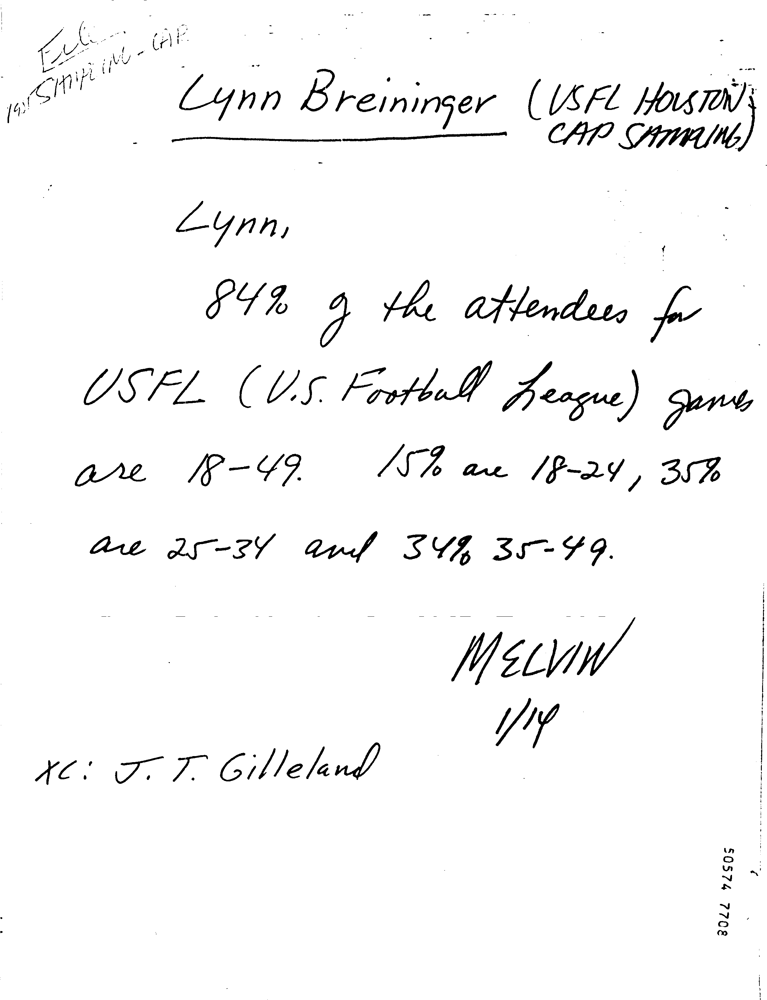 SAMPLING - CAP
Lynn Breininger (USFL HOUSTON;
CAP SAMPLING)
Lynn,
84% of the attendees for
USFL (U.S. Football League) games
are 18-49. 15% are 18-24, 35%
are 25-34 and 34% 35-49.
MELVIN
1/14
xc: J. T. Gilleland
50574 7708